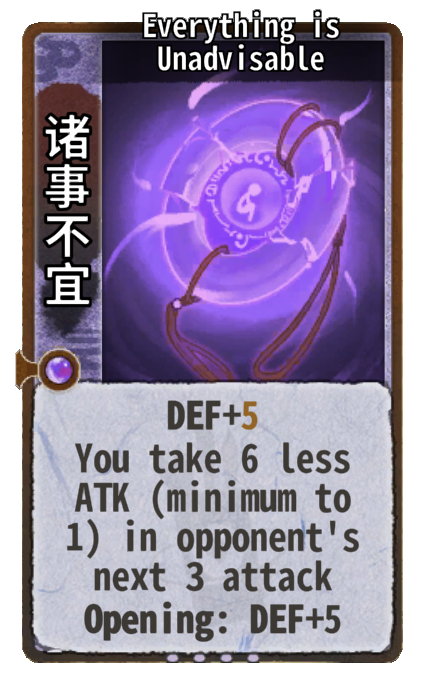 Everything is
Unadvisable
诸事不宜
DEF+5
You take 6 less
ATK (minimum to
1) in opponent's
next 3 attack
Opening: DEF+5